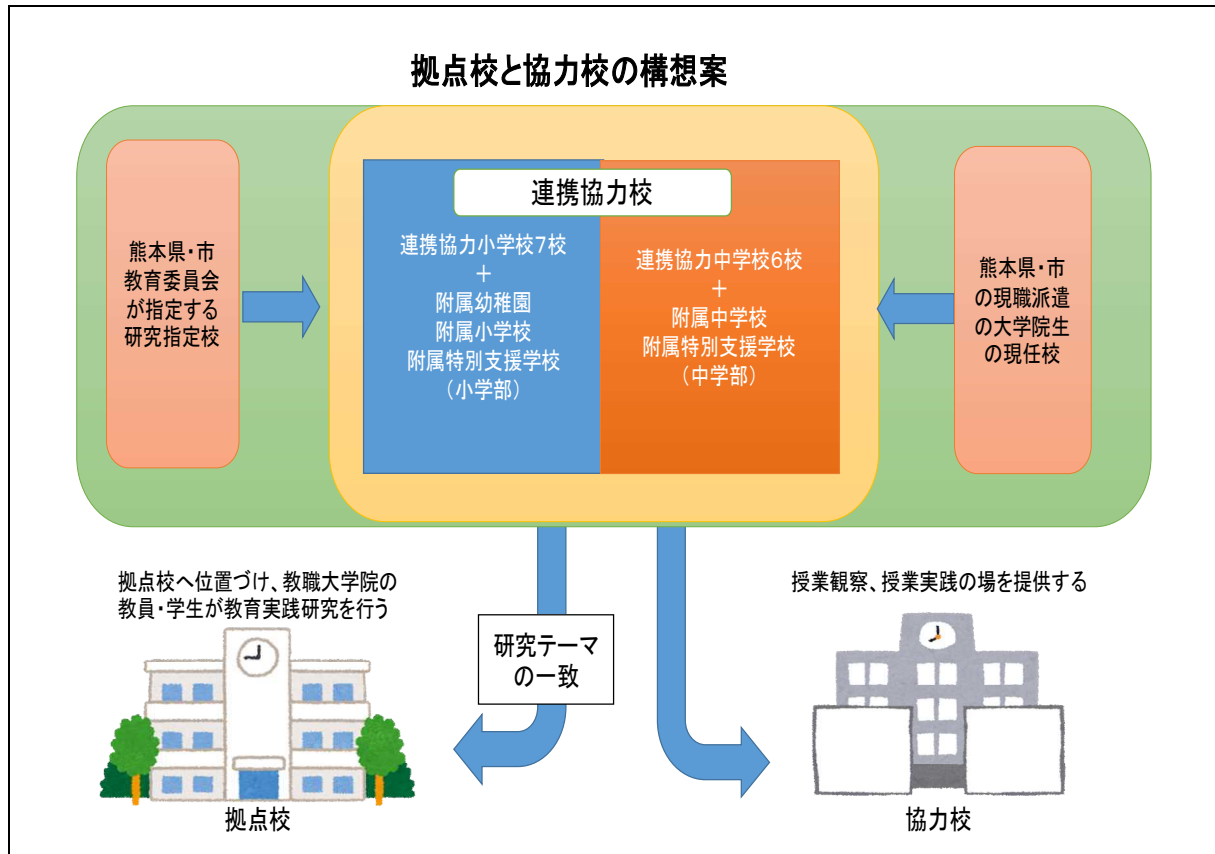 拠点校と協力校の構想案
熊本県・市
教育委員会
が指定する
研究指定校
連携協力校
連携協力小学校7校
＋
附属幼稚園
附属小学校
附属特別支援学校
（小学部）
連携協力中学校6校
＋
附属中学校
附属特別支援学校
（中学部）
熊本県・市
の現職派遣
の大学院生
の現任校
拠点校へ位置づけ、教職大学院の
教員・学生が教育実践研究を行う
研究テーマ
の一致
授業観察、授業実践の場を提供する
拠点校
協力校